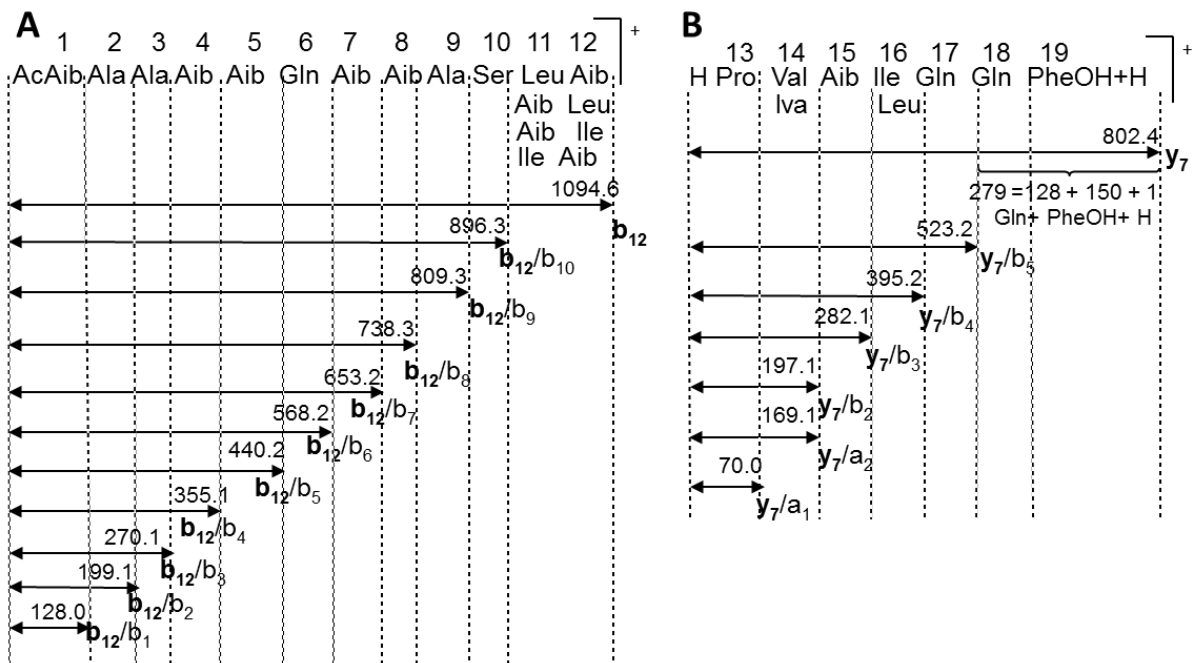 A
1 2 3 4 5 6 7 8 9 10 11 12 +
AcAib Ala Ala Aib Aib Gln Aib Aib Ala Ser Leu Aib
Aib Leu
Aib Ile
Ile Aib
1094.6
b12
896.3
b12/b10
809.3
b12/b9
738.3
b12/b8
653.2
b12/b7
568.2
b12/b6
440.2
b12/b5
355.1
b12/b4
270.1
b12/b3
199.1
b12/b2
128.0
b12/b1
B
13 14 15 16 17 18 19 +
H Pro Val Aib Ile Gln Gln PheOH+H
Iva Leu
802.4
y7
279 =128 + 150 + 1
Gln+ PheOH+ H
523.2
y7/b5
395.2
y7/b4
282.1
y7/b3
197.1
y7/b2
169.1
y7/a2
70.0
y7/a1